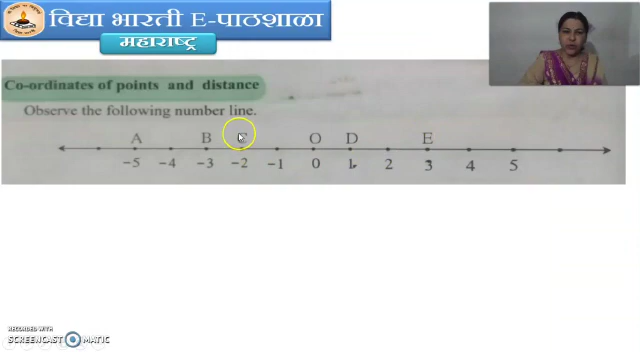 विद्या भारती E-पाठशाळा
महाराष्ट्र
Co-ordinates of points and distance
Observe the following number line.
A B C O D E
-5 -4 -3 -2 -1 0 1 2 3 4 5
RECORDED WITH
SCREENCAST MATIC